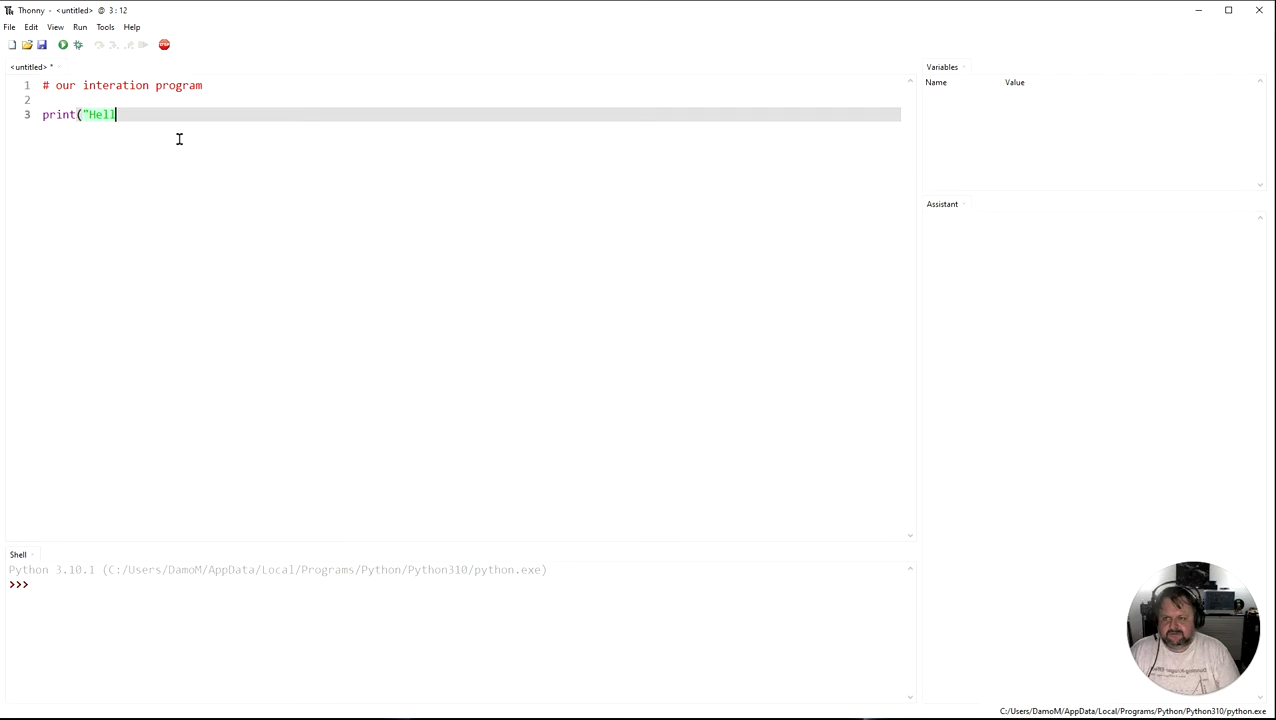 Thonny - <untitled> @ 3 : 12
File Edit View Run Tools Help
STOP
<untitled> *
1 # our interation program
2
3 print("Hell
Variables
Name Value
Assistant
Shell
Python 3.10.1 (C:/Users/DamoM/AppData/Local/Programs/Python/Python310/python.exe)
>>>
C:/Users/DamoM/AppData/Local/Programs/Python/Python310/python.exe